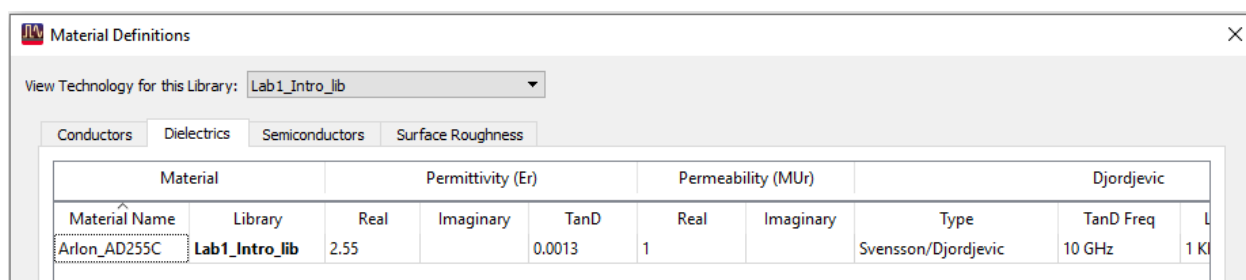 Material Definitions
View Technology for this Library: Lab1_Intro_lib
Conductors Dielectrics Semiconductors Surface Roughness
Material Permittivity (Er) Permeability (MUr) Djordjevic
Material Name Library Real Imaginary TanD Real Imaginary Type TanD Freq
Arlon_AD255C Lab1_Intro_lib 2.55 0.0013 1 Svensson/Djordjevic 10 GHz